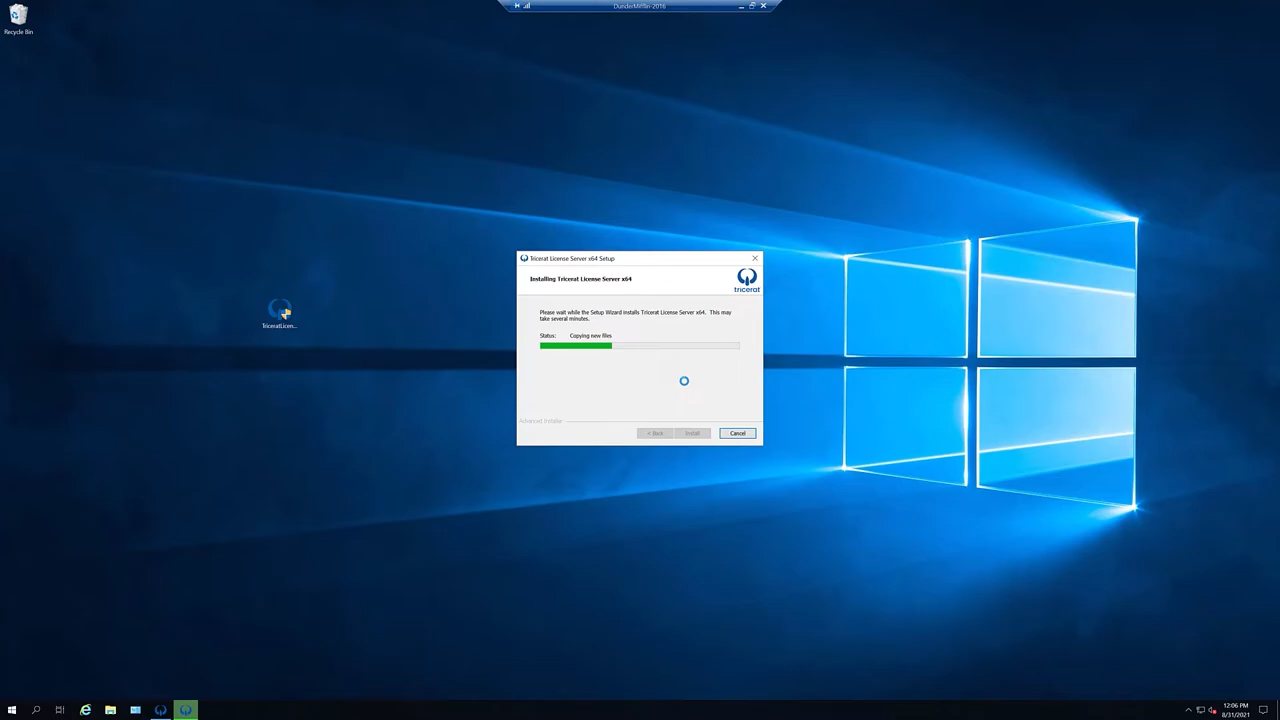 DunderMifflin-2016
Recycle Bin
Tricerat License Server x64 Setup
Installing Tricerat License Server x64
tricerat
Please wait while the Setup Wizard installs Tricerat License Server x64. This may
take several minutes.
Status: Copying new files
TriceratLicen...
Advanced Installer
< Back Install Cancel
12:06 PM
8/31/2021